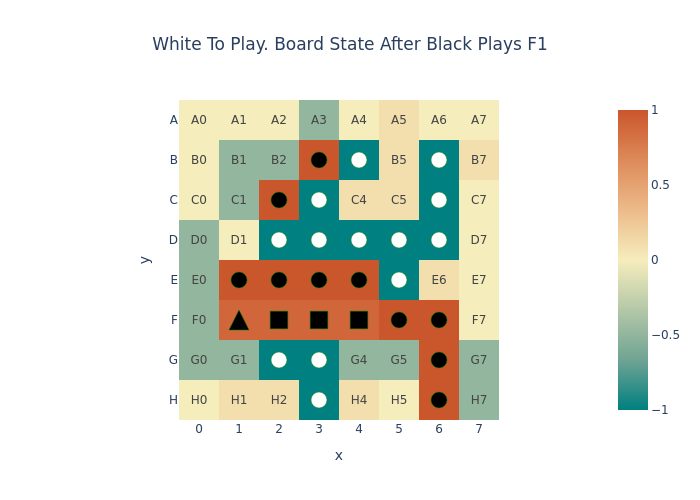 White To Play. Board State After Black Plays F1
A A0 A1 A2 A3 A4 A5 A6 A7
B B0 B1 B2 B5 B7
C C0 C1 C4 C5 C7
D D0 D1 D7
E E0 E6 E7
F F0 F7
G G0 G1 G4 G5 G7
H H0 H1 H2 H4 H5 H7
0 1 2 3 4 5 6 7
x
y
1
0.5
0
−0.5
−1